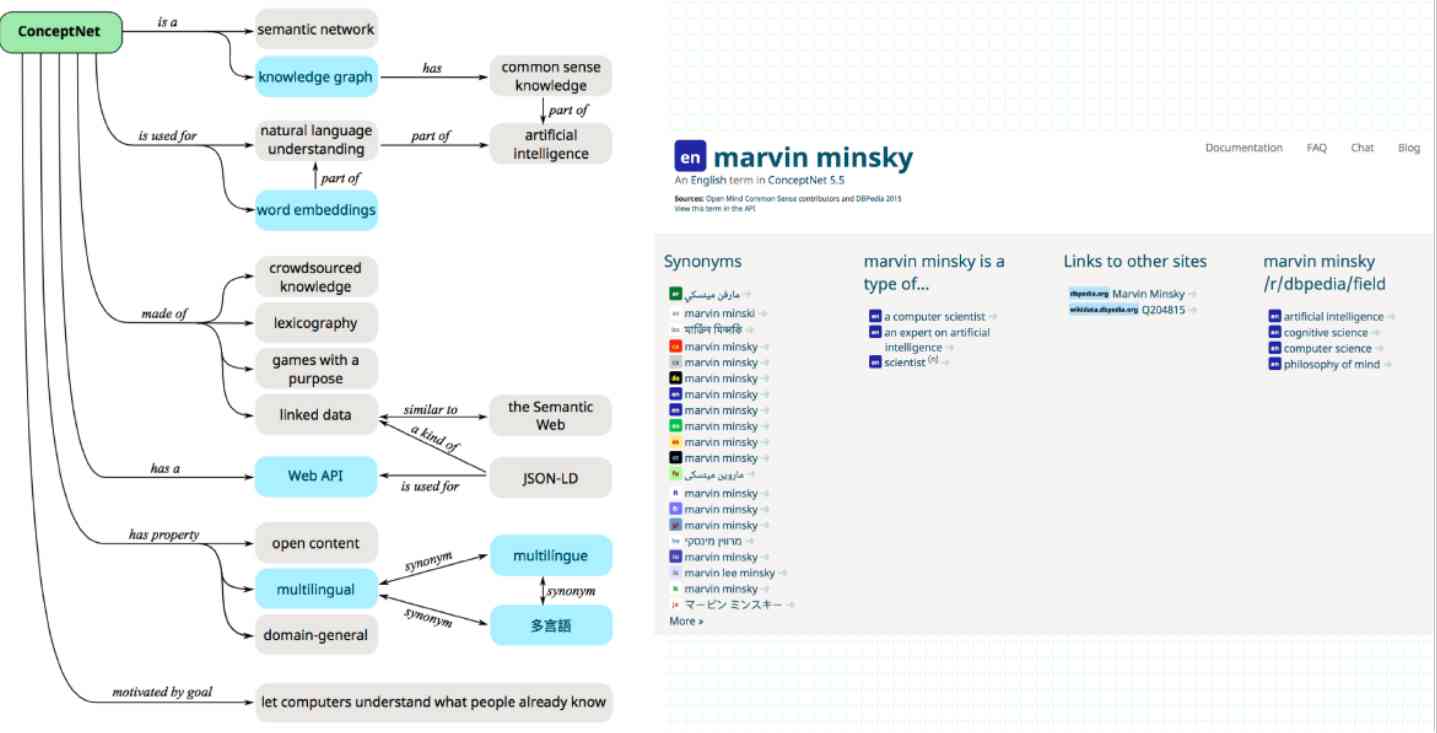 ConceptNet
is a
semantic network
knowledge graph
has
common sense
knowledge
part of
is used for
natural language
understanding
part of
artificial
intelligence
part of
word embeddings
crowdsourced
knowledge
made of
lexicography
games with a
purpose
linked data
similar to
the Semantic
Web
a kind of
has a
Web API
is used for
JSON-LD
has property
open content
multilingual
synonym
multilingue
synonym
synonym
多言語
domain-general
motivated by goal
let computers understand what people already know
en marvin minsky
Documentation FAQ Chat Blog
An English term in ConceptNet 5.5
Sources: Open Mind Common Sense contributors and DBPedia 2015
View this term in the API
Synonyms
ar مارفن مينسكي
marvin minski
মার্ভিন মিন্সকি
ca marvin minsky
cs marvin minsky
de marvin minsky
en marvin minsky
en marvin minsky
eo marvin minsky
es marvin minsky
marvin minsky
fa ماروین مینسکی
fi marvin minsky
fr marvin minsky
marvin minsky
he מרווין מינסקי
marvin minsky
marvin lee minsky
marvin minsky
ja マービン ミンスキー
More »
marvin minsky is a
type of...
en a computer scientist
en an expert on artificial
intelligence
en scientist (n)
Links to other sites
dbpedia.org Marvin Minsky
wikidata.dbpedia.org Q204815
marvin minsky
/r/dbpedia/field
en artificial intelligence
en cognitive science
en computer science
en philosophy of mind